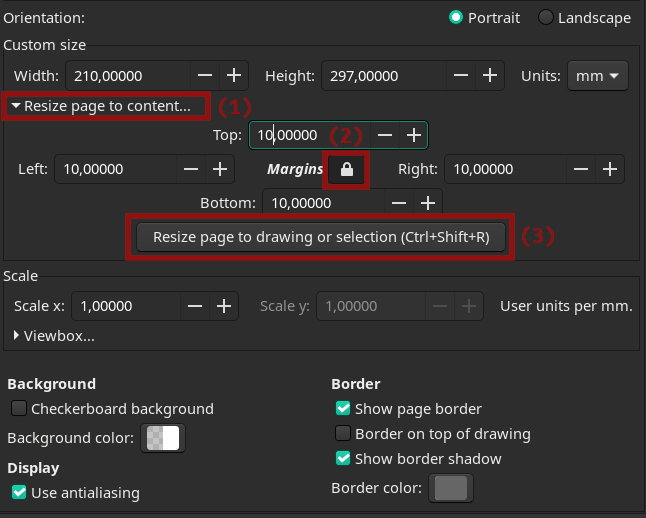 Orientation: Portrait Landscape
Custom size
Width: 210,00000 Height: 297,00000 Units: mm
Resize page to content... (1)
Top: 10,00000 (2)
Left: 10,00000 Margins Right: 10,00000
Bottom: 10,00000
Resize page to drawing or selection (Ctrl+Shift+R) (3)
Scale
Scale x: 1,00000 Scale y: 1,00000 User units per mm.
Viewbox...
Background Border
Checkerboard background Show page border
Border on top of drawing
Background color:
Display Show border shadow
Use antialiasing Border color: